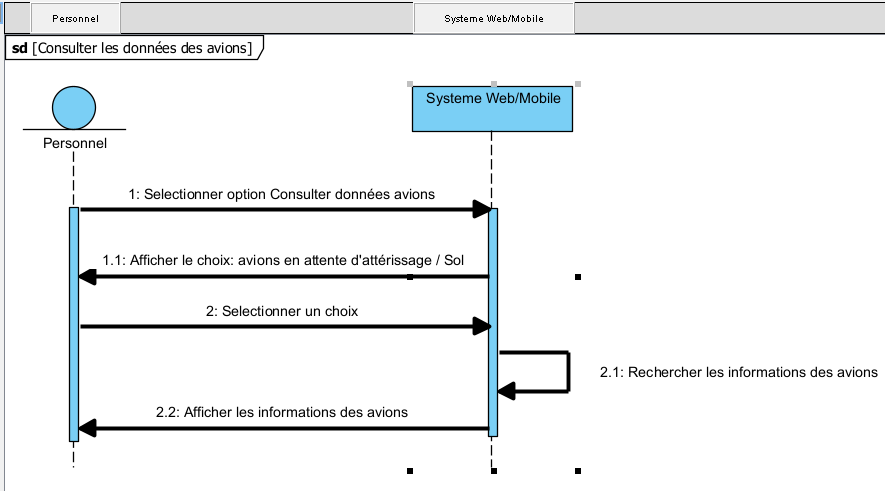 Personnel
Systeme Web/Mobile
sd [Consulter les données des avions]
Systeme Web/Mobile
Personnel
1: Selectionner option Consulter données avions
1.1: Afficher le choix: avions en attente d'attérissage / Sol
2: Selectionner un choix
2.1: Rechercher les informations des avions
2.2: Afficher les informations des avions